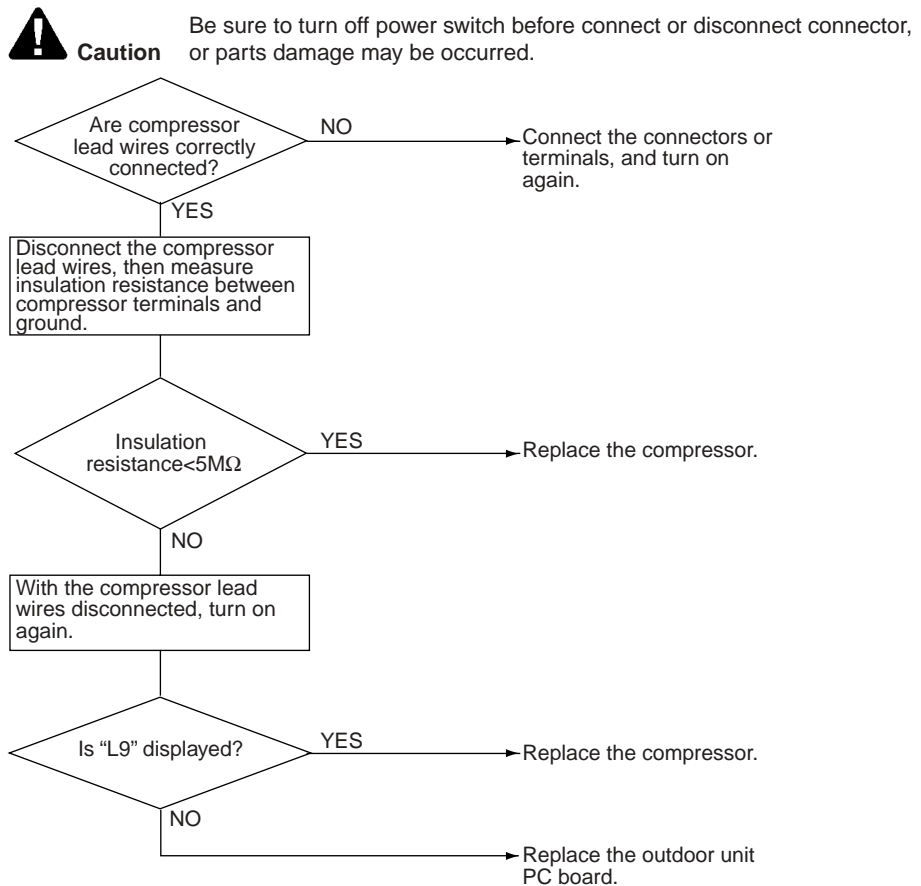 Be sure to turn off power switch before connect or disconnect connector,
Caution or parts damage may be occurred.
Are compressor
lead wires correctly
connected?
NO
Connect the connectors or
terminals, and turn on
again.
YES
Disconnect the compressor
lead wires, then measure
insulation resistance between
compressor terminals and
ground.
Insulation
resistance<5MΩ
YES
Replace the compressor.
NO
With the compressor lead
wires disconnected, turn on
again.
Is “L9” displayed?
YES
Replace the compressor.
NO
Replace the outdoor unit
PC board.